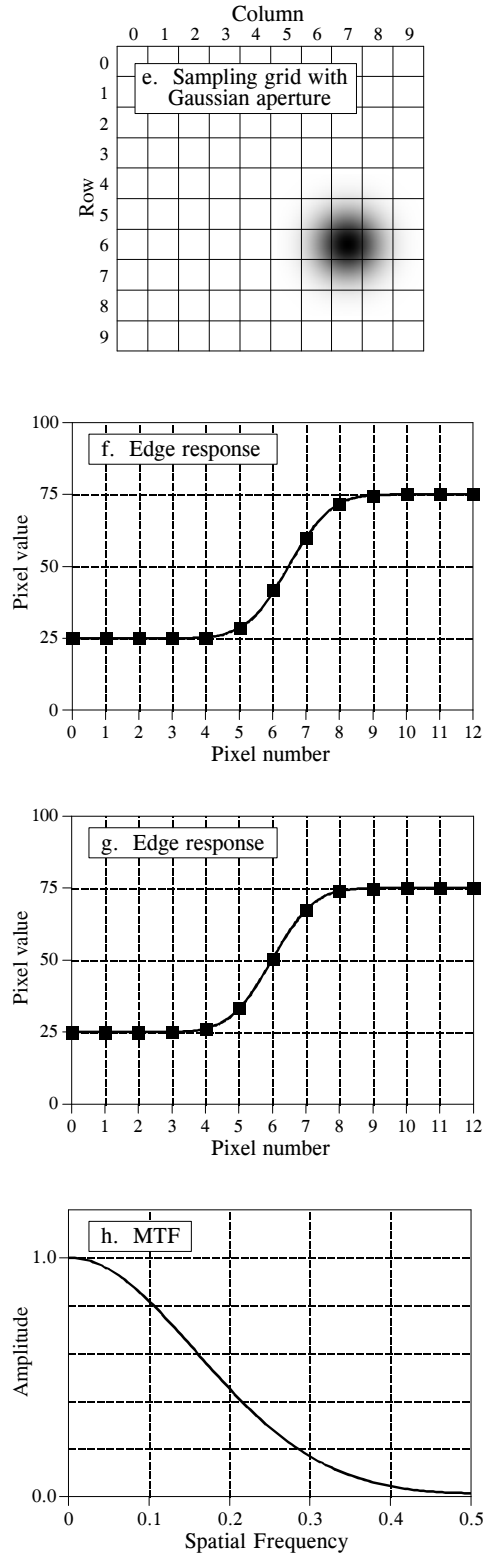 Column
0 1 2 3 4 5 6 7 8 9
e. Sampling grid with
Gaussian aperture
Row
0
1
2
3
4
5
6
7
8
9
f. Edge response
Pixel value
100
75
50
25
0
0 1 2 3 4 5 6 7 8 9 10 11 12
Pixel number
g. Edge response
Pixel value
100
75
50
25
0
0 1 2 3 4 5 6 7 8 9 10 11 12
Pixel number
h. MTF
Amplitude
1.0
0.0
0 0.1 0.2 0.3 0.4 0.5
Spatial Frequency